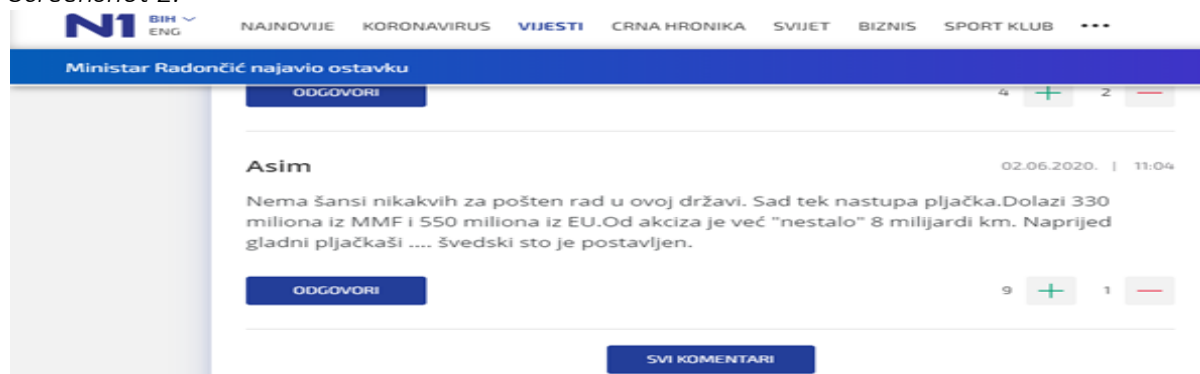 N1 BIH ENG NAJNOVIJE KORONAVIRUS VIJESTI CRNA HRONIKA SVIJET BIZNIS SPORT KLUB •••
Ministar Radončić najavio ostavku
ODGOVORI 4 + 2 —
Asim 02.06.2020. | 11:04
Nema šansi nikakvih za pošten rad u ovoj državi. Sad tek nastupa pljačka.Dolazi 330
miliona iz MMF i 550 miliona iz EU.Od akciza je već "nestalo" 8 milijardi km. Naprijed
gladni pljačkaši .... švedski sto je postavljen.
ODGOVORI 9 + 1 —
SVI KOMENTARI